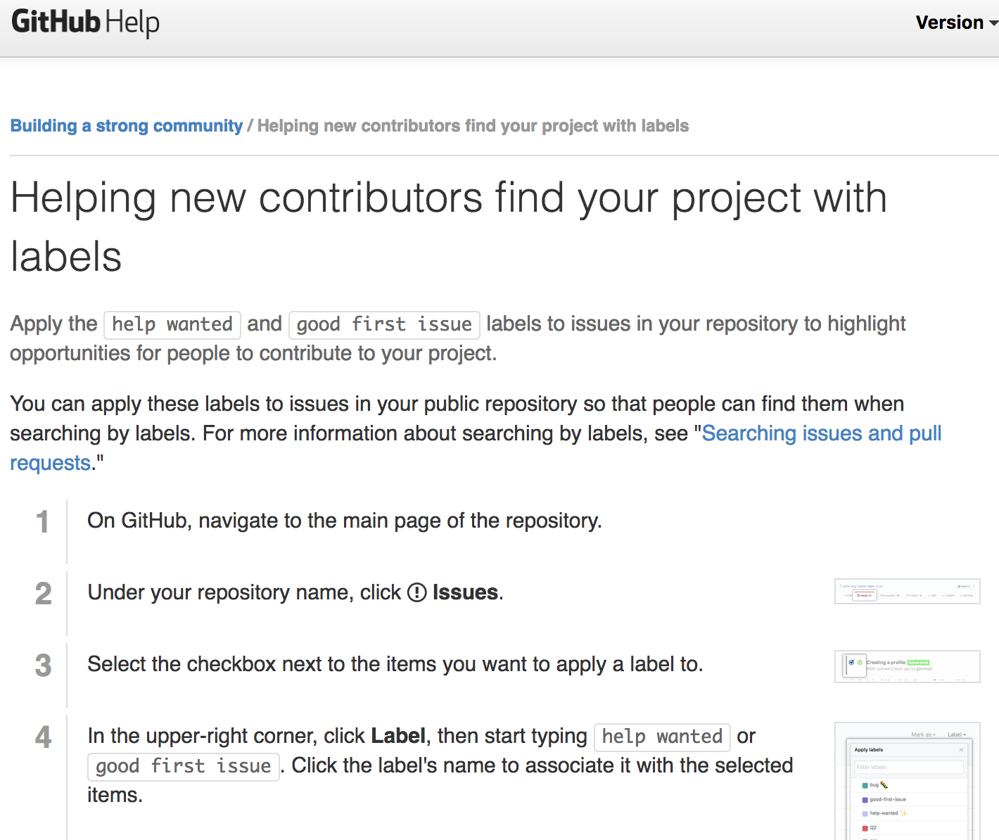 GitHub Help
Version
Building a strong community / Helping new contributors find your project with labels
Helping new contributors find your project with
labels
Apply the help wanted and good first issue labels to issues in your repository to highlight
opportunities for people to contribute to your project.
You can apply these labels to issues in your public repository so that people can find them when
searching by labels. For more information about searching by labels, see "Searching issues and pull
requests."
1 On GitHub, navigate to the main page of the repository.
2 Under your repository name, click Issues.
3 Select the checkbox next to the items you want to apply a label to.
Creating a profile
4 In the upper-right corner, click Label, then start typing help wanted or
good first issue. Click the label's name to associate it with the selected
items.
Mark as Label
Apply labels
Filter labels
bug
good-first-issue
help-wanted
Q2